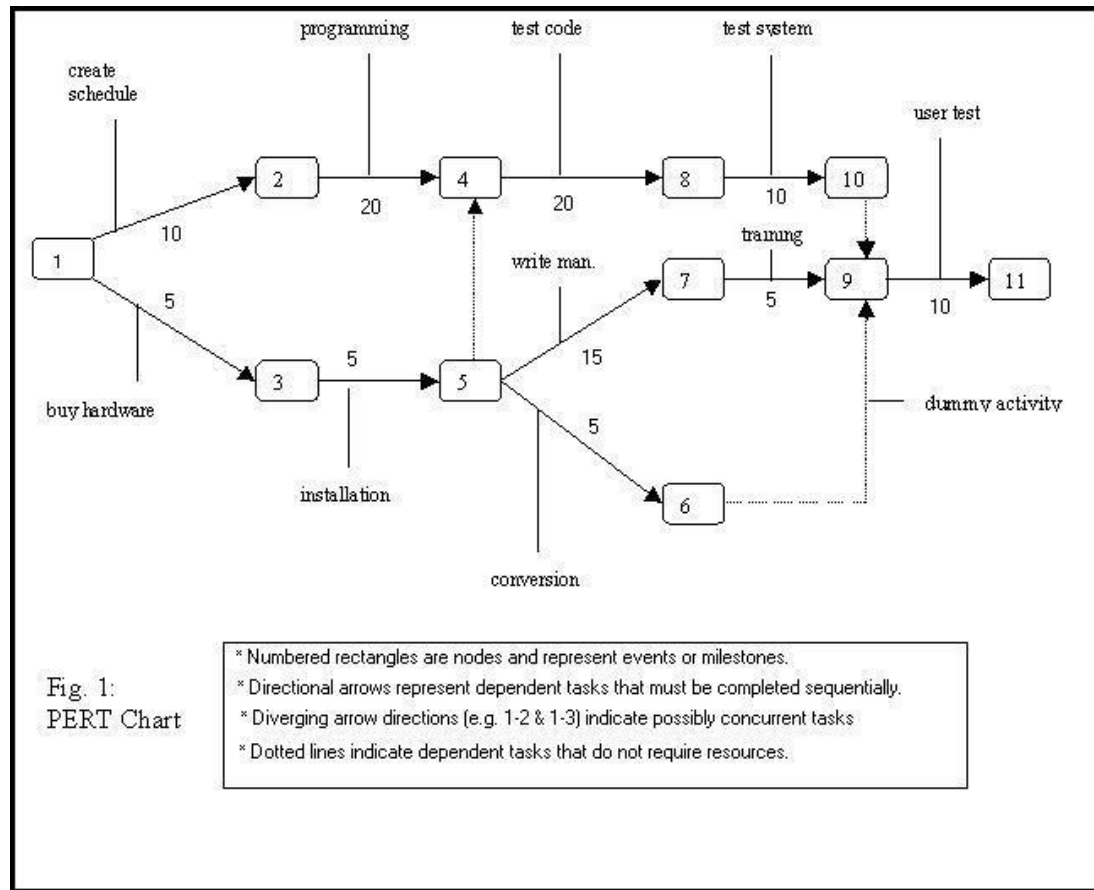 programming
test code
test system
create
schedule
user test
2
4
8
10
20
20
10
training
10
1
write man.
7
9
11
5
5
10
15
5
3
5
buy hardware
5
dummy activity
installation
6
conversion
* Numbered rectangles are nodes and represent events or milestones.
Fig. 1:
* Directional arrows represent dependent tasks that must be completed sequentially.
PERT Chart
* Diverging arrow directions (e.g. 1-2 & 1-3) indicate possibly concurrent tasks
* Dotted lines indicate dependent tasks that do not require resources.